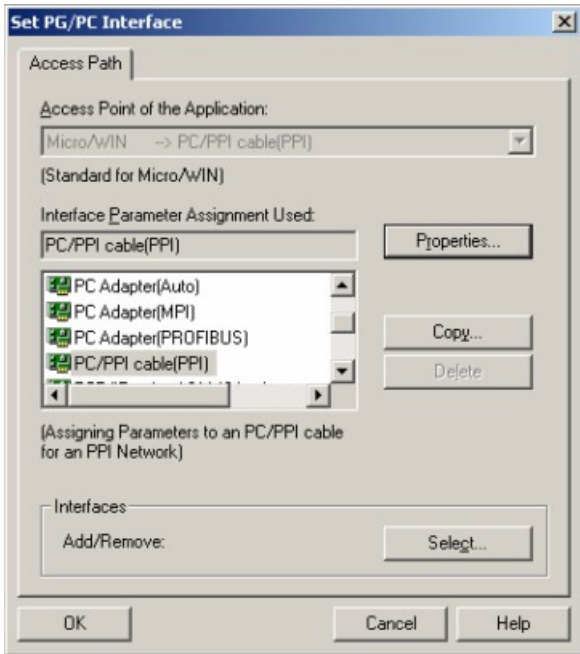 Set PG/PC Interface
Access Path
Access Point of the Application:
Micro/WIN --> PC/PPI cable(PPI)
(Standard for Micro/WIN)
Interface Parameter Assignment Used:
PC/PPI cable(PPI)
Properties...
PC Adapter(Auto)
PC Adapter(MPI)
PC Adapter(PROFIBUS)
PC/PPI cable(PPI)
Copy...
Delete
(Assigning Parameters to an PC/PPI cable
for an PPI Network)
Interfaces
Add/Remove:
Select...
OK
Cancel
Help